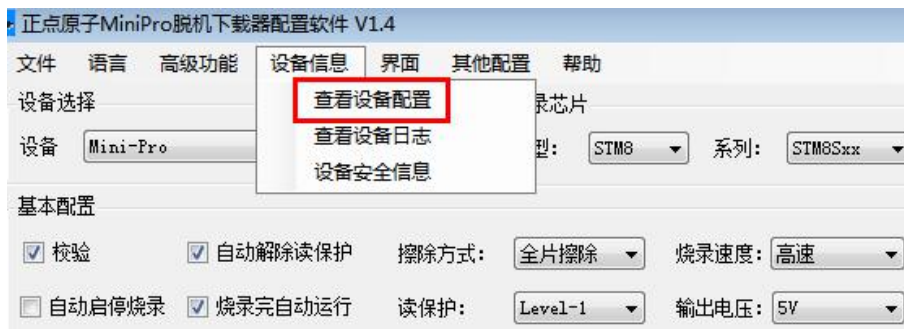 正点原子MiniPro脱机下载器配置软件 V1.4
文件 语言 高级功能 设备信息 界面 其他配置 帮助
设备选择 查看设备配置 录芯片
设备 Mini-Pro 查看设备日志 型: STM8 系列: STM8Sxx
设备安全信息
基本配置
校验 自动解除读保护 擦除方式: 全片擦除 烧录速度: 高速
自动启停烧录 烧录完自动运行 读保护: Level-1 输出电压: 5V